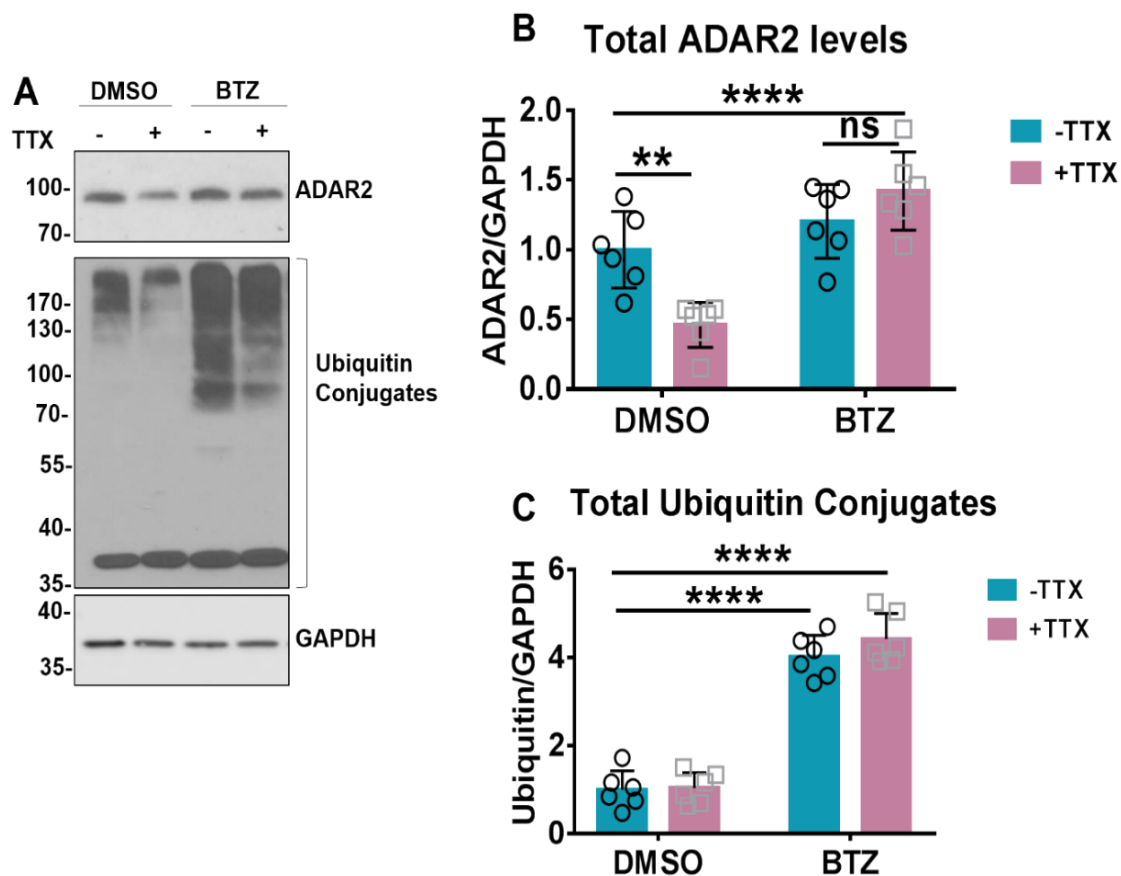 A
DMSO BTZ
TTX - + - +
100-
70-
ADAR2
170-
130-
100-
70-
55-
40-
35-
Ubiquitin
Conjugates
40-
35-
GAPDH
B Total ADAR2 levels
ADAR2/GAPDH
2.0
1.5
1.0
0.5
0.0
****
**
ns
DMSO BTZ
-TTX
+TTX
C Total Ubiquitin Conjugates
Ubiquitin/GAPDH
6
4
2
0
****
****
DMSO BTZ
-TTX
+TTX